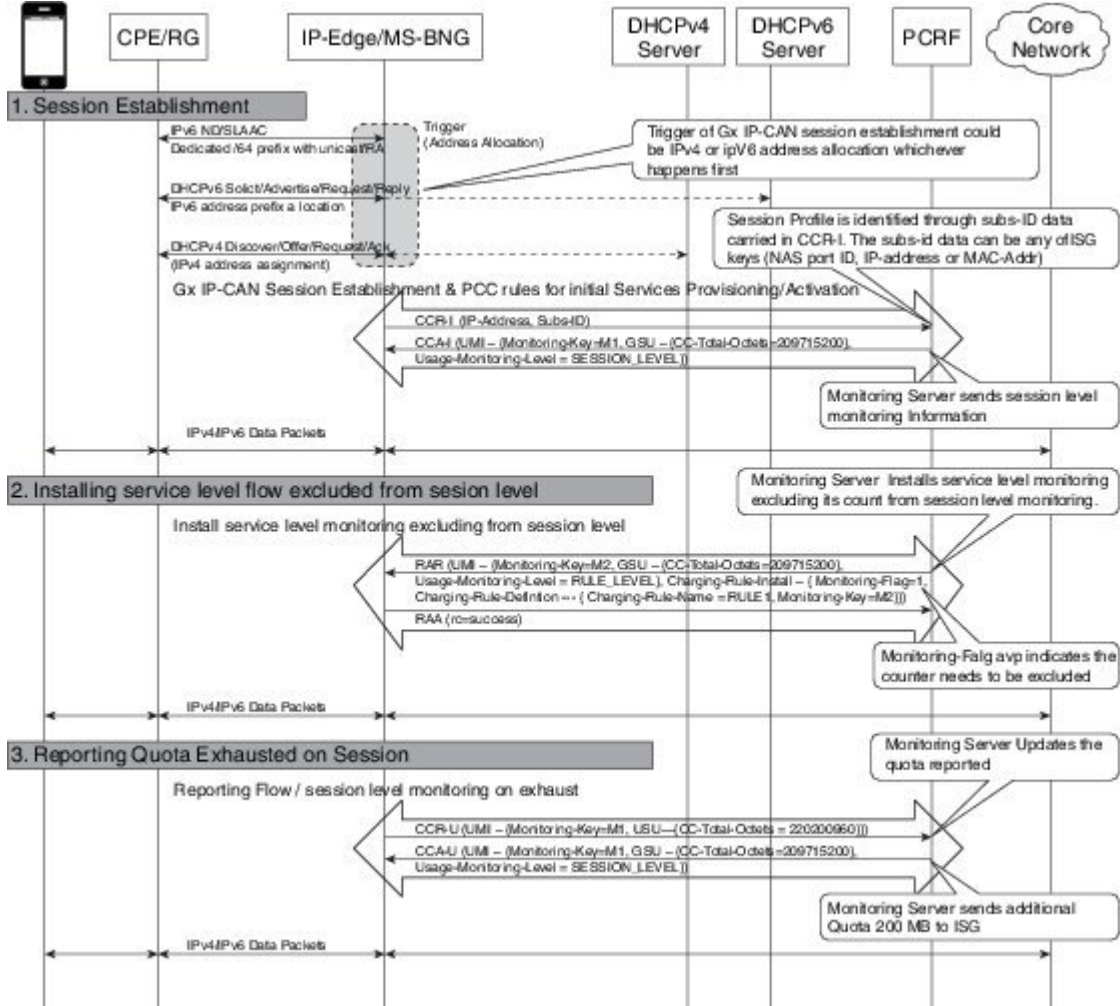 CPE/RG
IP-Edge/MS-BNG
DHCPv4
Server
DHCPv6
Server
PCRF
Core
Network
1. Session Establishment
IPv6 ND/SLAAC
Dedicated /64 prefix with unicast/RA
Trigger
(Address Allocation)
Trigger of Gx IP-CAN session establishment could
be IPv4 or ipV6 address allocation whichever
happens first
DHCPv6 Solict/Advertise/Request/Reply
IPv6 address prefix a location
Session Profile is identified through subs-ID data
carried in CCR-I. The subs-id data can be any of ISG
keys (NAS port ID, IP-address or MAC-Addr)
DHCPv4 Discover/Offer/Request/Ack
(IPv4 address assignment)
Gx IP-CAN Session Establishment & PCC rules for initial Services Provisioning/Activation
CCR-I (IP-Address, Subs-ID)
CCA-I (UMI – (Monitoring-Key=M1, GSU – (CC-Total-Octets=209715200),
Usage-Monitoring-Level = SESSION_LEVEL))
Monitoring Server sends session level
monitoring Information
IPv4/IPv6 Data Packets
2. Installing service level flow excluded from sesion level
Monitoring Server Installs service level monitoring
excluding its count from session level monitoring.
Install service level monitoring excluding from session level
RAR (UMI – (Monitoring-Key=M2, GSU – (CC-Total-Octets=209715200),
Usage-Monitoring-Level = RULE_LEVEL), Charging-Rule-Install – ( Monitoring-Flag=1,
Charging-Rule-Defintion --- ( Charging-Rule-Name = RULE1, Monitoring-Key=M2)))
RAA (rc=success)
Monitoring-Falg avp indicates the
counter needs to be excluded
IPv4/IPv6 Data Packets
3. Reporting Quota Exhausted on Session
Monitoring Server Updates the
quota reported
Reporting Flow / session level monitoring on exhaust
CCR-U (UMI – (Monitoring-Key=M1, USU—(CC-Total-Octets = 220200960)))
CCA-U (UMI – (Monitoring-Key=M1, GSU – (CC-Total-Octets=209715200),
Usage-Monitoring-Level = SESSION_LEVEL))
Monitoring Server sends additional
Quota 200 MB to ISG
IPv4/IPv6 Data Packets